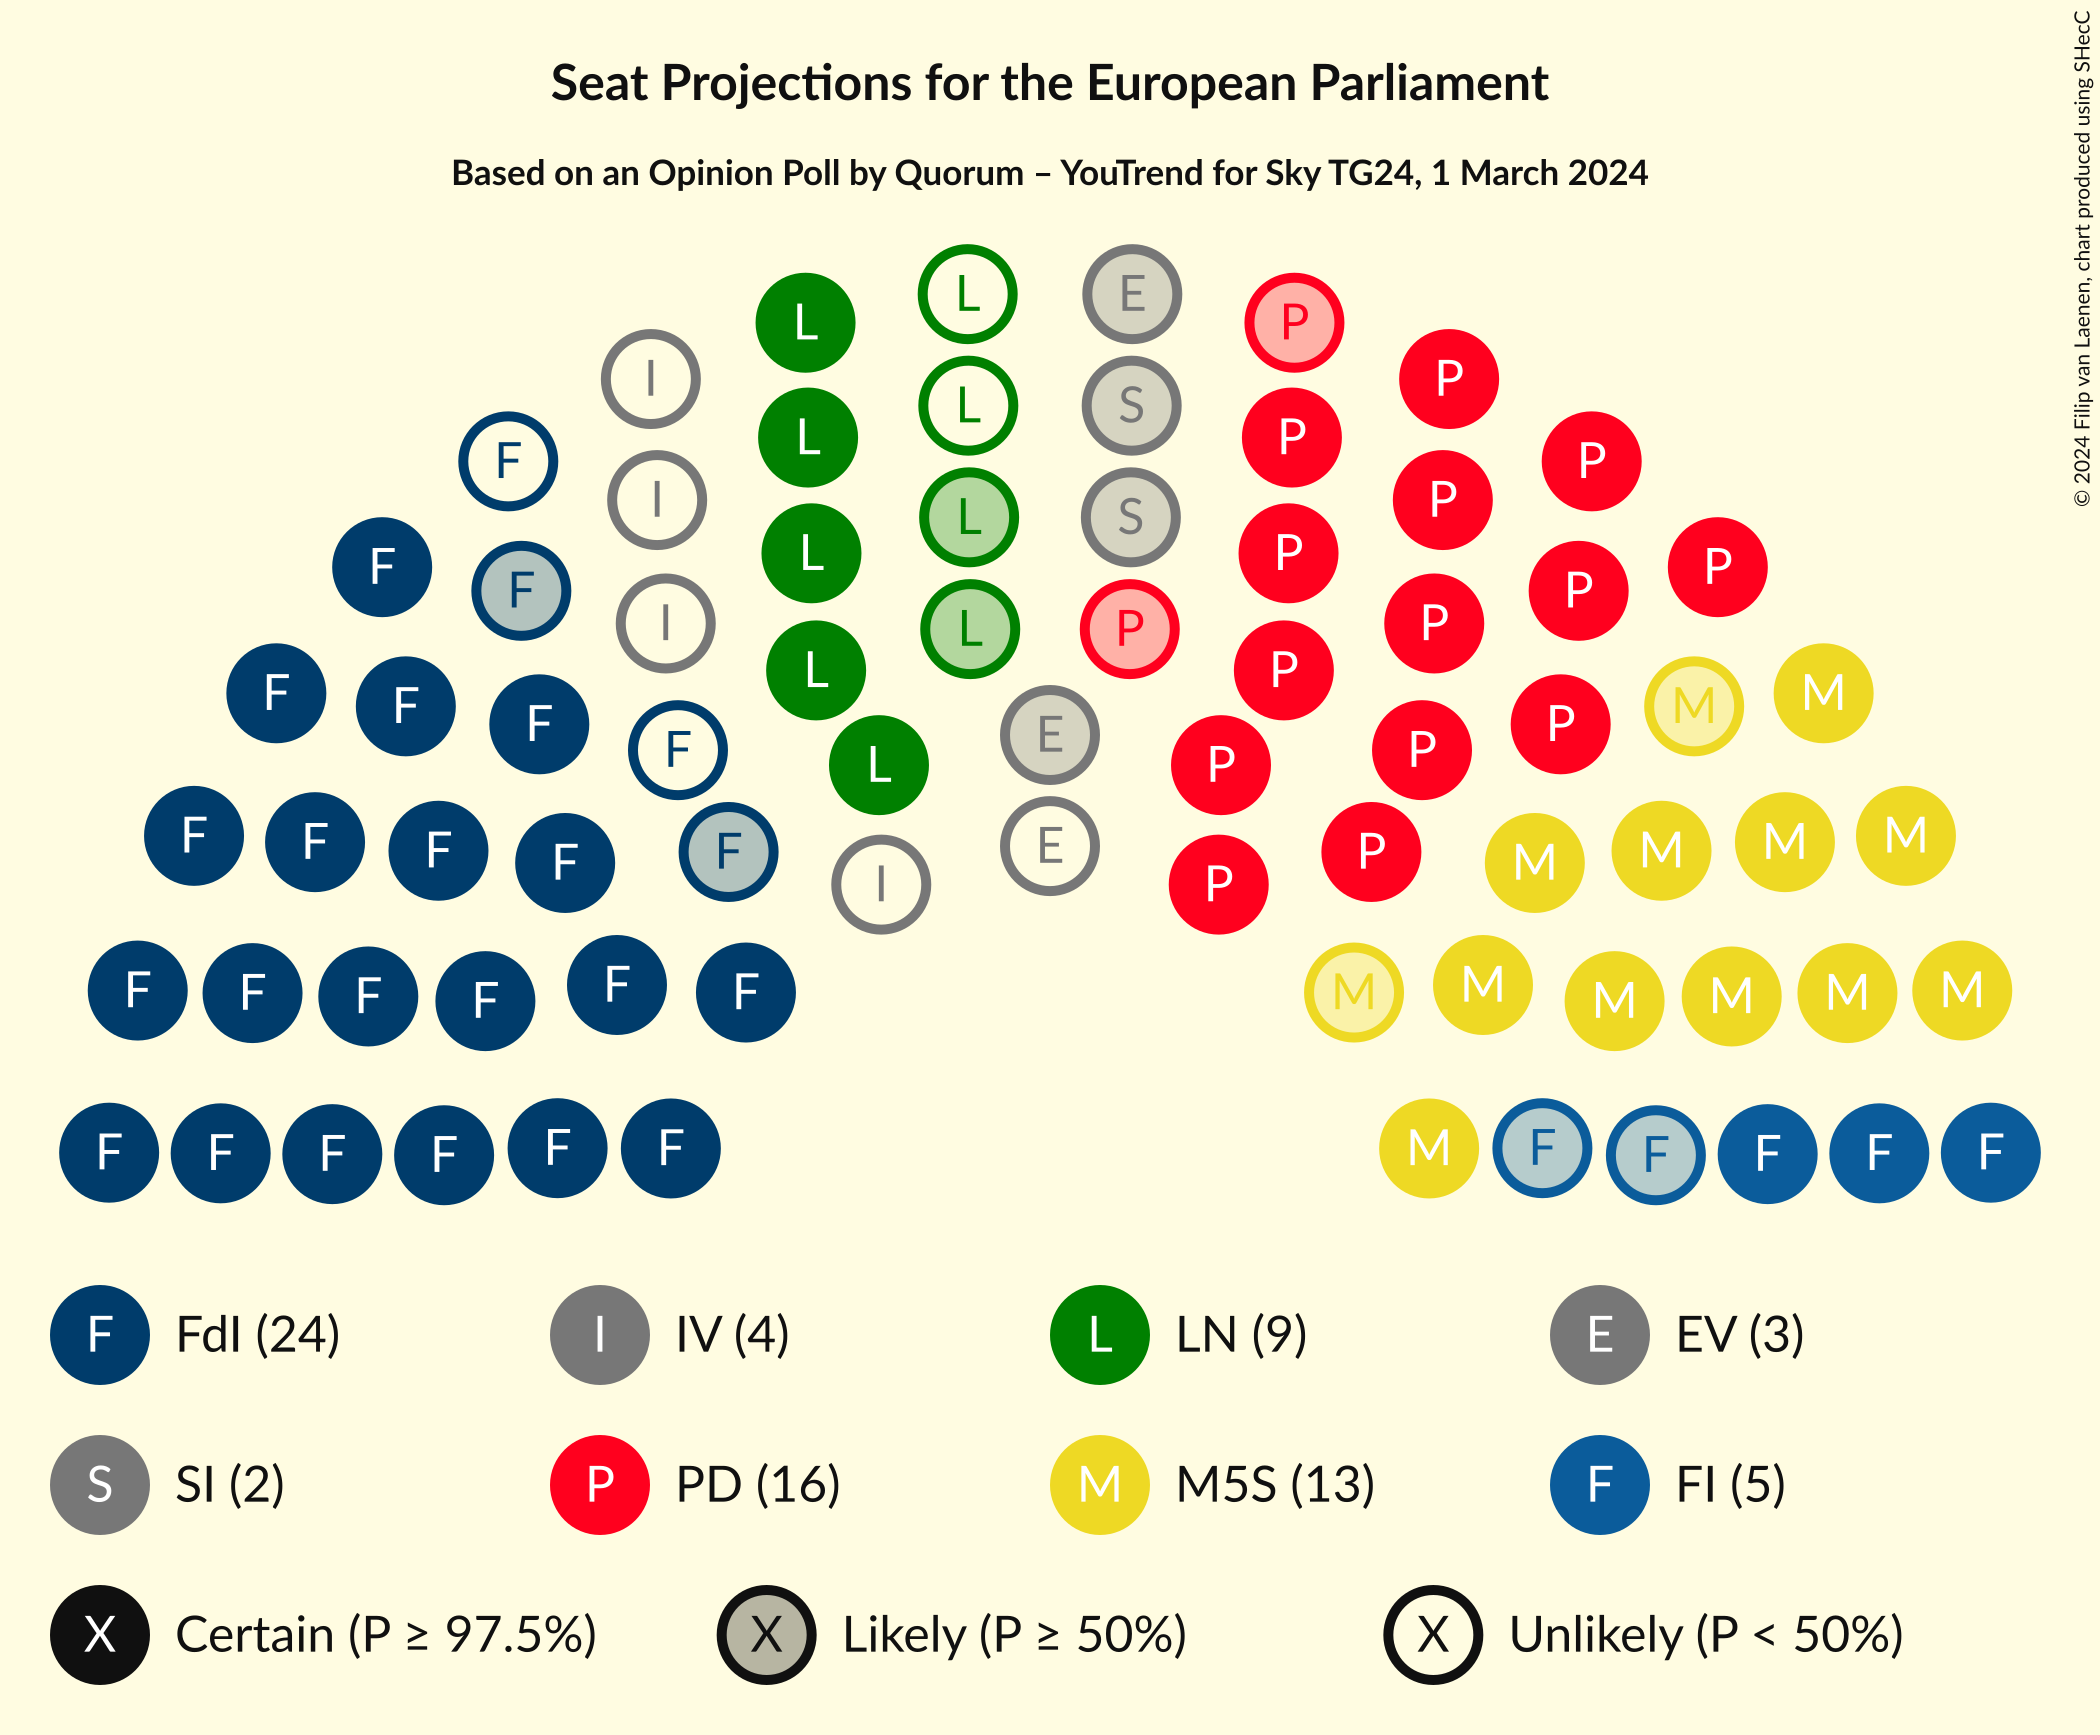 Seat Projections for the European Parliament
Based on an Opinion Poll by Quorum – YouTrend for Sky TG24, 1 March 2024
© 2024 Filip van Laenen, chart produced using SHecC
L E
L P
I P
L S
F L P P
I P
L S
F L P P
F I P P
L P
F F P M M
F L E P P
F F F F F L E P P M M M M
I P
F F F F F F M M M M M M
F F F F F F M F F F F F
F FdI (24) I IV (4) L LN (9) E EV (3)
S SI (2) P PD (16) M M5S (13) F FI (5)
X Certain (P ≥ 97.5%) X Likely (P ≥ 50%) X Unlikely (P < 50%)